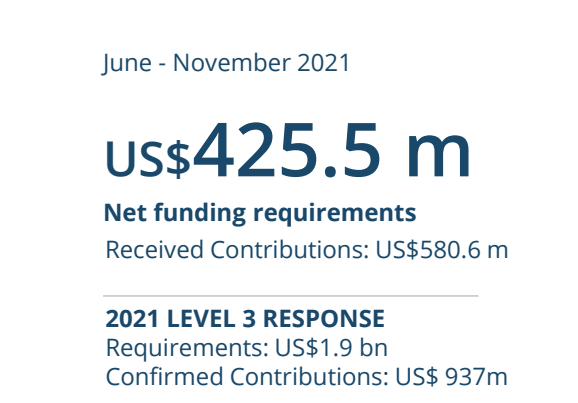 June - November 2021
US$425.5 m
Net funding requirements
Received Contributions: US$580.6 m
2021 LEVEL 3 RESPONSE
Requirements: US$1.9 bn
Confirmed Contributions: US$ 937m